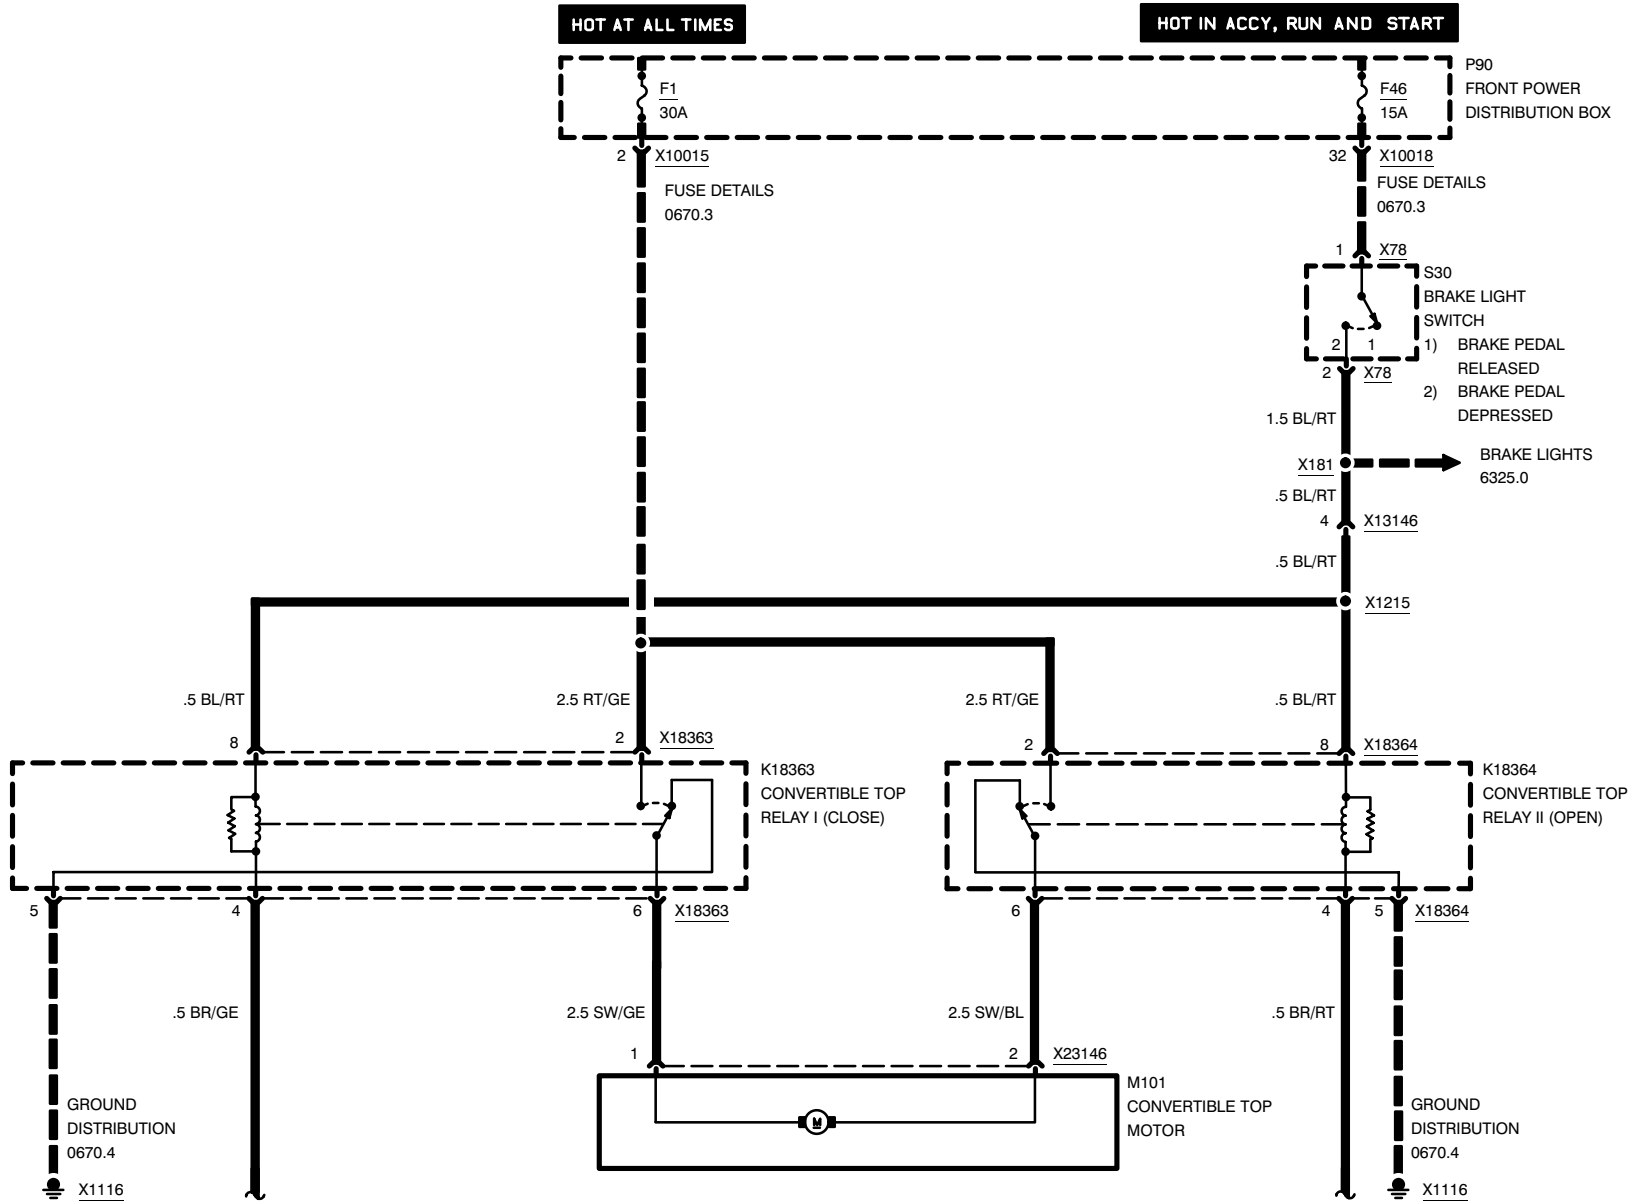 HOT AT ALL TIMES
HOT IN ACCY, RUN AND START
P90
FRONT POWER
DISTRIBUTION BOX
F1
30A
F46
15A
2 X10015
32 X10018
FUSE DETAILS
0670.3
FUSE DETAILS
0670.3
1 X78
S30
BRAKE LIGHT
SWITCH
1) BRAKE PEDAL
RELEASED
2) BRAKE PEDAL
DEPRESSED
2 1
2 X78
1.5 BL/RT
X181
BRAKE LIGHTS
6325.0
.5 BL/RT
4 X13146
.5 BL/RT
X1215
.5 BL/RT
2.5 RT/GE
2.5 RT/GE
.5 BL/RT
8
2 X18363
2
8 X18364
K18363
CONVERTIBLE TOP
RELAY I (CLOSE)
K18364
CONVERTIBLE TOP
RELAY II (OPEN)
5
4
6 X18363
6
4
5 X18364
.5 BR/GE
2.5 SW/GE
2.5 SW/BL
.5 BR/RT
1
2 X23146
M101
CONVERTIBLE TOP
MOTOR
M
GROUND
DISTRIBUTION
0670.4
X1116
GROUND
DISTRIBUTION
0670.4
X1116